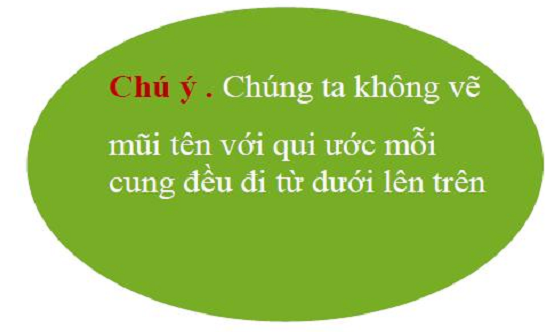 Chú ý . Chúng ta không vẽ
mũi tên với qui ước mỗi
cung đều đi từ dưới lên trên